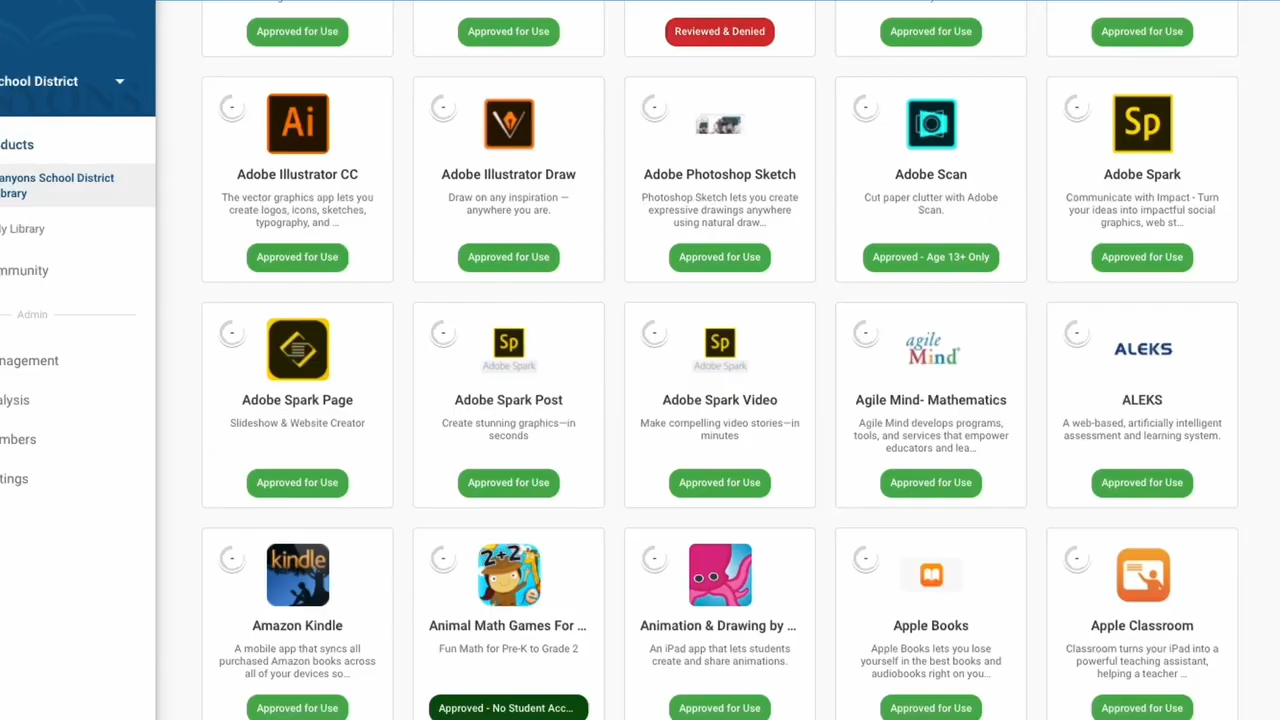 Approved for Use
Approved for Use
Reviewed & Denied
Approved for Use
Approved for Use
chool District
ducts
anyons School District
brary
y Library
mmunity
Admin
nagement
alysis
mbers
tings
Ai
Adobe Illustrator CC
The vector graphics app lets you
create logos, icons, sketches,
typography, and ...
Approved for Use
Adobe Illustrator Draw
Draw on any inspiration —
anywhere you are.
Approved for Use
Adobe Photoshop Sketch
Photoshop Sketch lets you create
expressive drawings anywhere
using natural draw...
Approved for Use
Adobe Scan
Cut paper clutter with Adobe
Scan.
Approved - Age 13+ Only
Sp
Adobe Spark
Communicate with Impact - Turn
your ideas into impactful social
graphics, web st...
Approved for Use
Adobe Spark Page
Slideshow & Website Creator
Approved for Use
Sp
Adobe Spark
Adobe Spark Post
Create stunning graphics—in
seconds
Approved for Use
Sp
Adobe Spark
Adobe Spark Video
Make compelling video stories—in
minutes
Approved for Use
agile
Mind
Agile Mind- Mathematics
Agile Mind develops programs,
tools, and services that empower
educators and lea...
Approved for Use
ALEKS
ALEKS
A web-based, artificially intelligent
assessment and learning system.
Approved for Use
kindle
Amazon Kindle
A mobile app that syncs all
purchased Amazon books across
all of your devices so...
Approved for Use
2+2
Animal Math Games For ...
Fun Math for Pre-K to Grade 2
Approved - No Student Acc...
Animation & Drawing by ...
An iPad app that lets students
create and share animations.
Approved for Use
Apple Books
Apple Books lets you lose
yourself in the best books and
audiobooks right on you...
Approved for Use
Apple Classroom
Classroom turns your iPad into a
powerful teaching assistant,
helping a teacher ...
Approved for Use